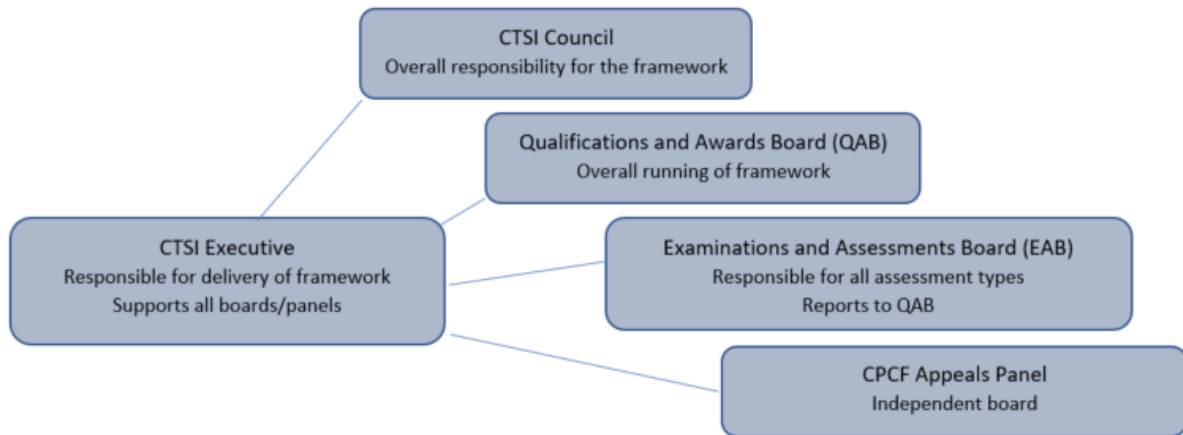 CTSI Council
Overall responsibility for the framework
Qualifications and Awards Board (QAB)
Overall running of framework
CTSI Executive
Responsible for delivery of framework
Supports all boards/panels
Examinations and Assessments Board (EAB)
Responsible for all assessment types
Reports to QAB
CPCF Appeals Panel
Independent board